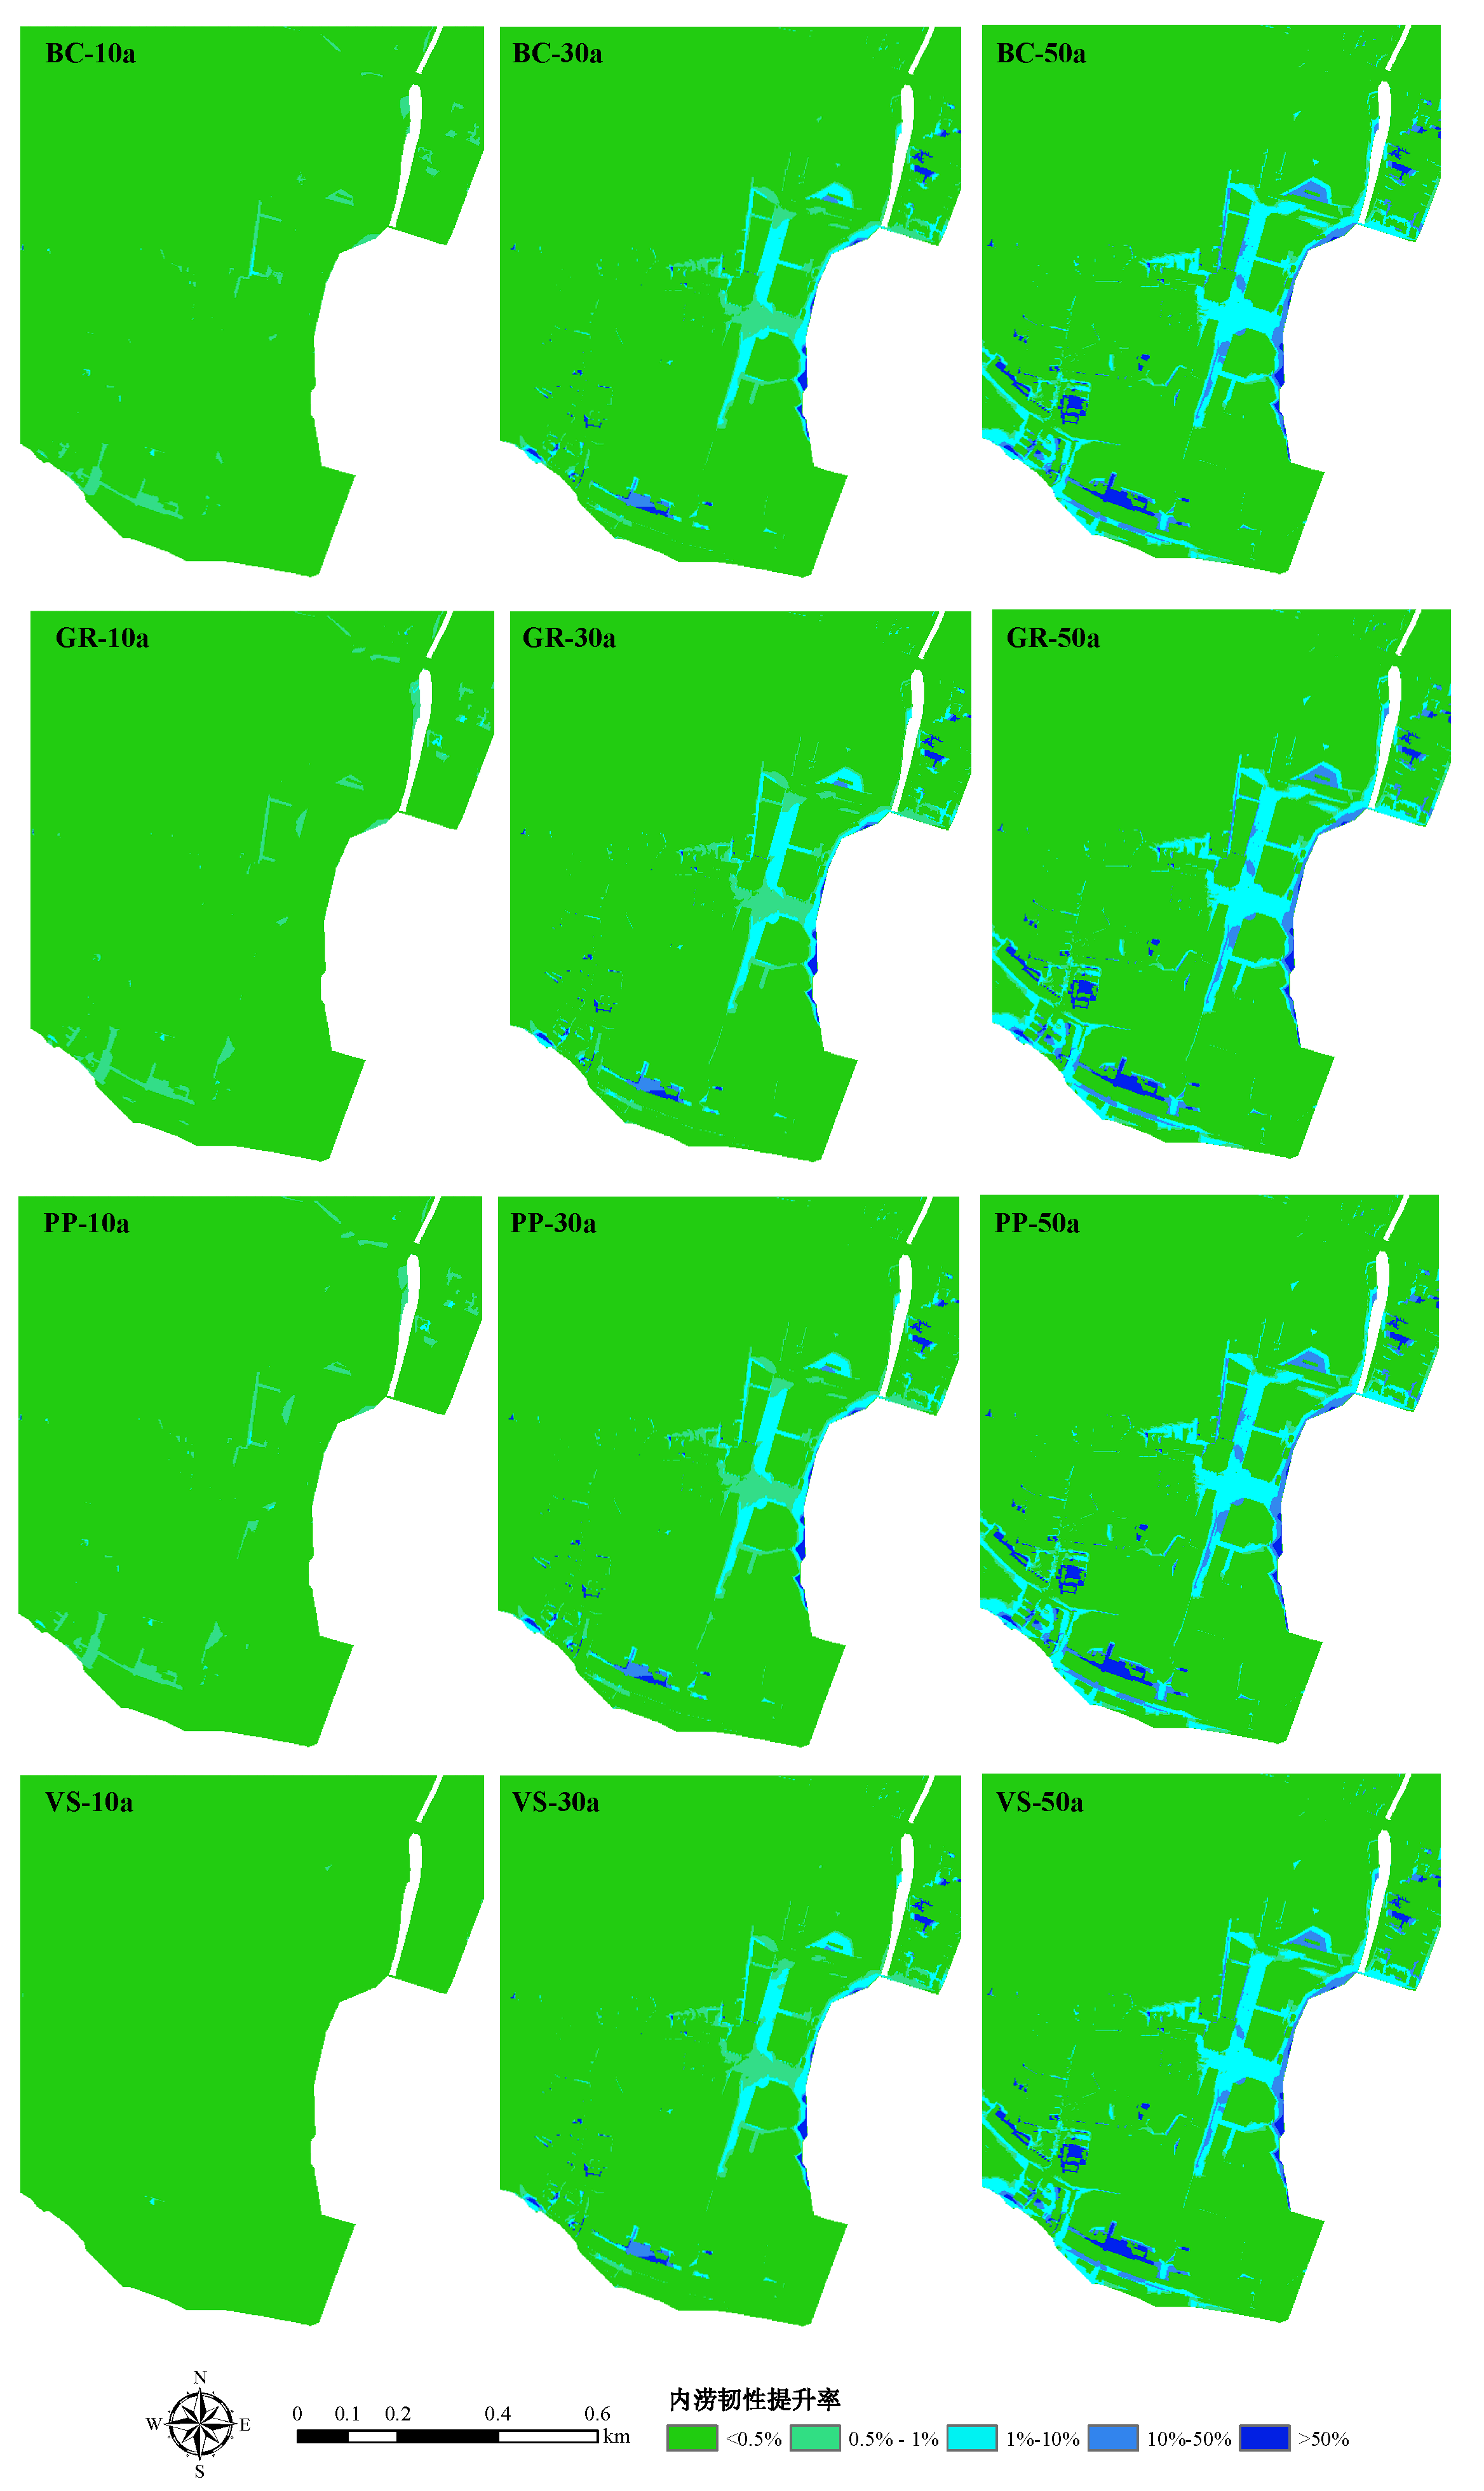 BC-10a
BC-30a
BC-50a
GR-10a
GR-30a
GR-50a
PP-10a
PP-30a
PP-50a
VS-10a
VS-30a
VS-50a
N
W E
S
0 0.1 0.2 0.4 0.6
km
内涝韧性提升率
<0.5% 0.5% - 1% 1%-10% 10%-50% >50%